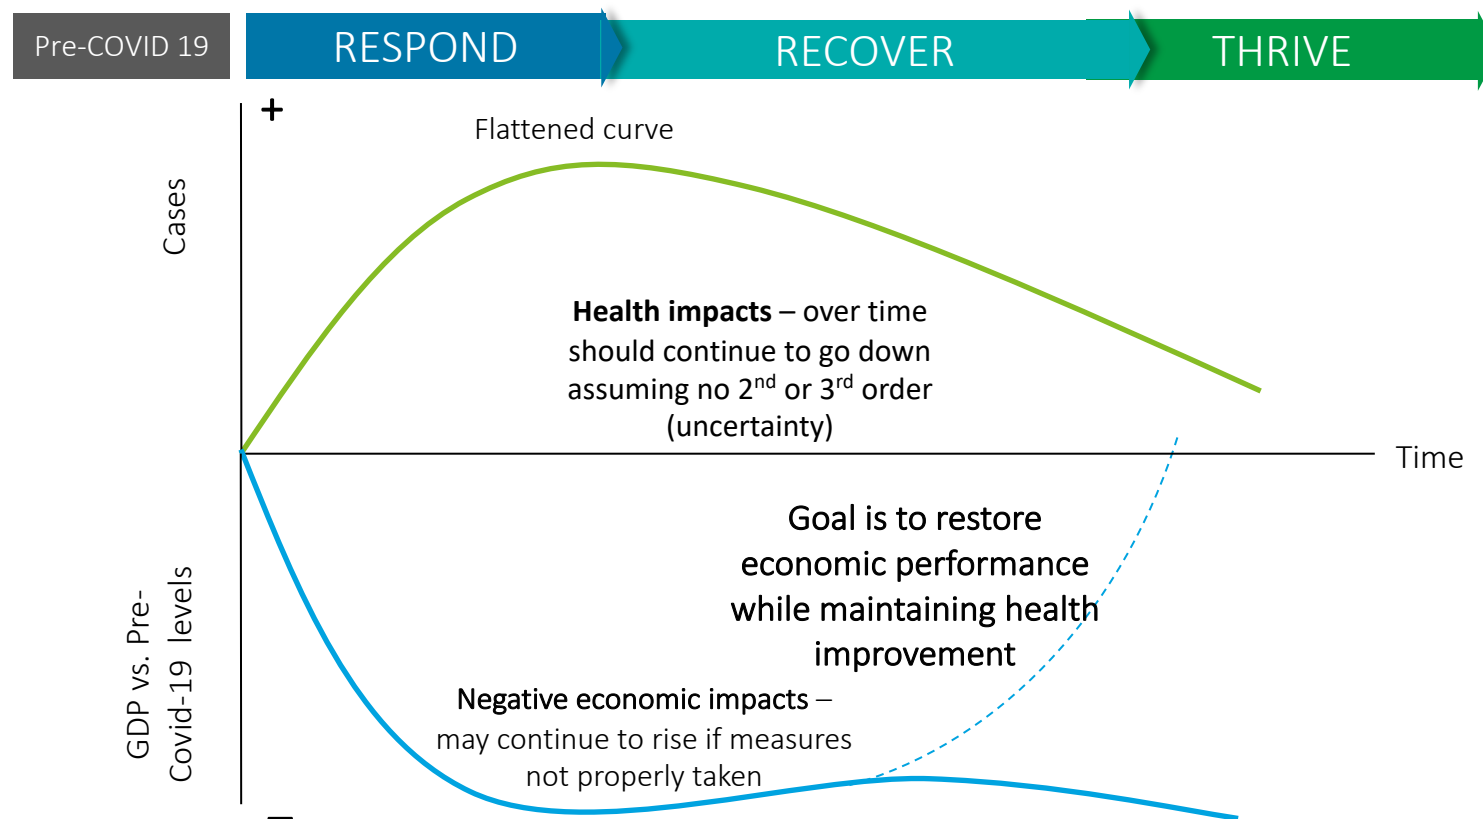 Pre-COVID 19
RESPOND
RECOVER
THRIVE
+
Flattened curve
Cases
Health impacts – over time
should continue to go down
assuming no 2nd or 3rd order
(uncertainty)
Time
Goal is to restore
economic performance
while maintaining health
improvement
GDP vs. Pre-
Covid-19 levels
Negative economic impacts –
may continue to rise if measures
not properly taken
–